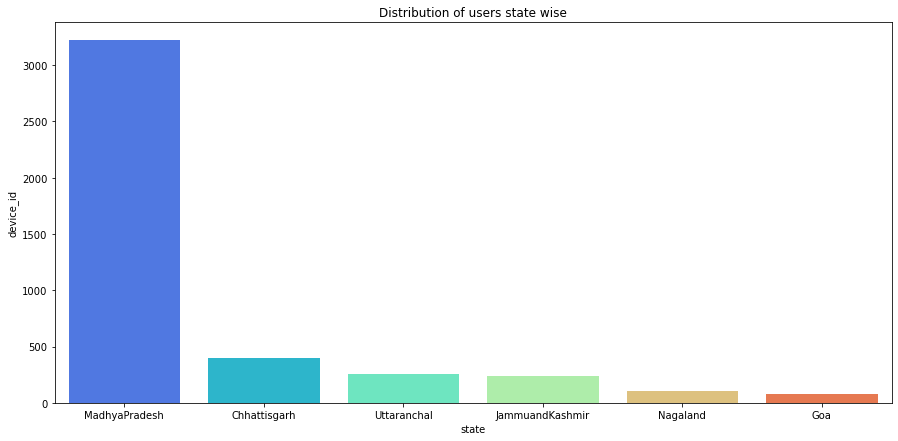 Distribution of users state wise
3000
2500
2000
1500
1000
500
0
device_id
MadhyaPradesh Chhattisgarh Uttaranchal JammuandKashmir Nagaland Goa
state